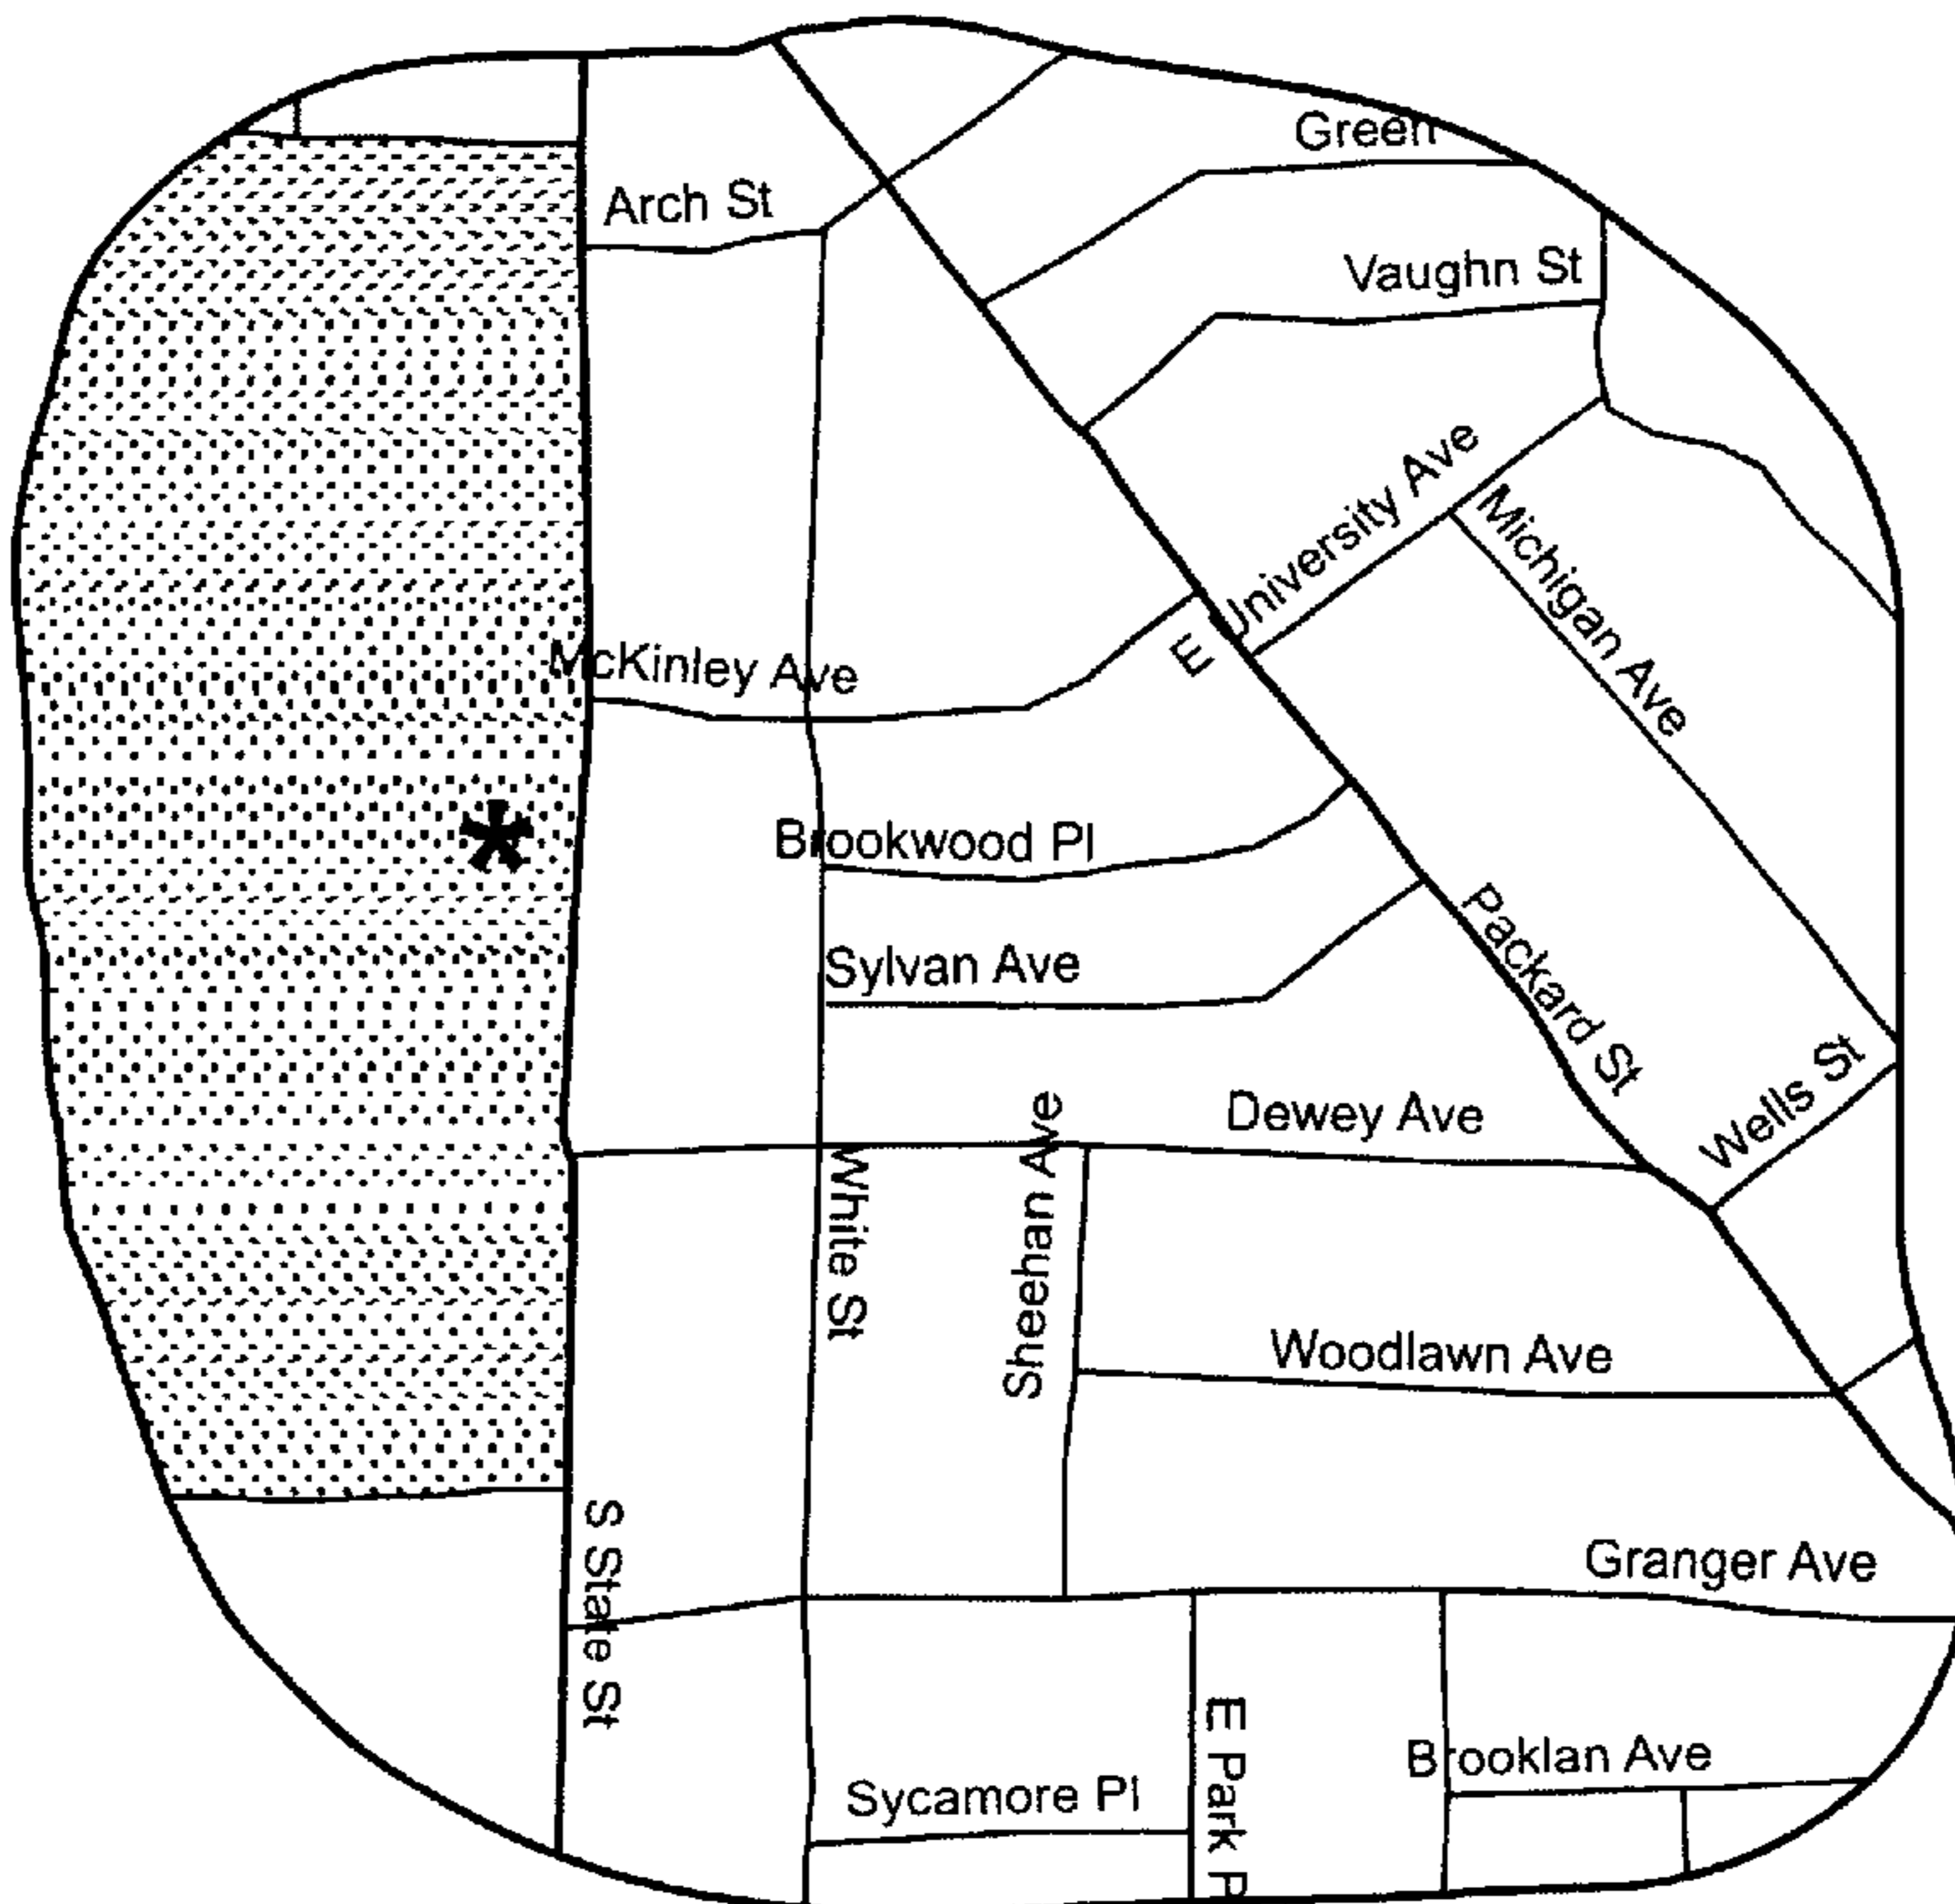 Green
Arch St
Vaughn St
E University Ave
Michigan Ave
McKinley Ave
*
Brookwood Pl
Sylvan Ave
Packard St
Wells St
Dewey Ave
White St
Sheehan Ave
Woodlawn Ave
S State St
Granger Ave
E Park P
Brooklan Ave
Sycamore Pl